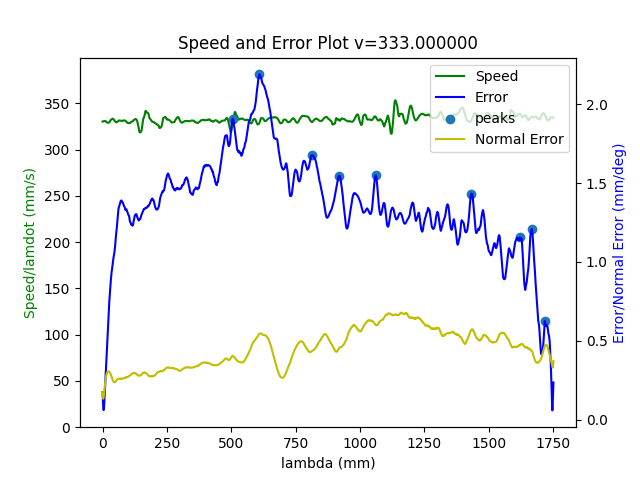 Speed and Error Plot v=333.000000
Speed/lamdot (mm/s)
350
300
250
200
150
100
50
0
Speed
Error
peaks
Normal Error
2.0
1.5
1.0
0.5
0.0
Error/Normal Error (mm/deg)
0 250 500 750 1000 1250 1500 1750
lambda (mm)